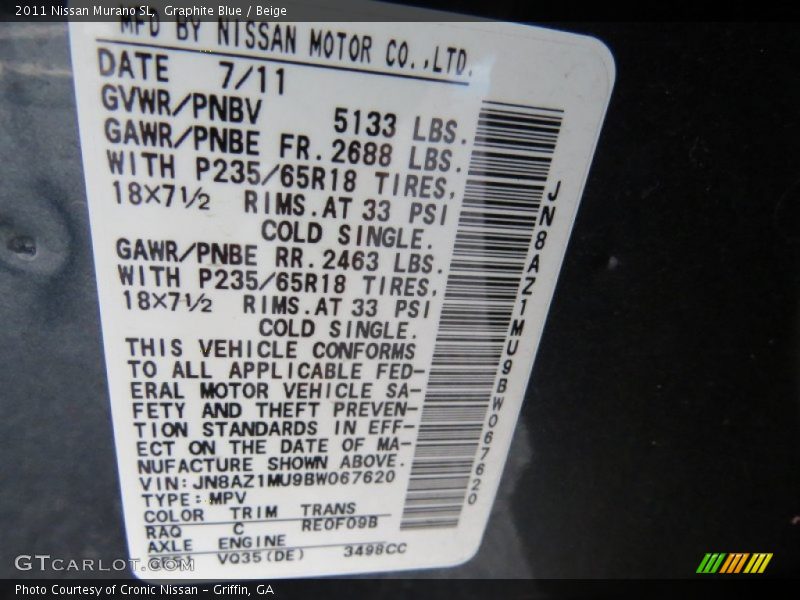 2011 Nissan Murano SL, Graphite Blue / Beige
MFD BY NISSAN MOTOR CO.,LTD.
DATE 7/11
GVWR/PNBV 5133 LBS.
GAWR/PNBE FR.2688 LBS.
WITH P235/65R18 TIRES,
18X7½ RIMS.AT 33 PSI
COLD SINGLE.
GAWR/PNBE RR.2463 LBS.
WITH P235/65R18 TIRES,
18X7½ RIMS.AT 33 PSI
COLD SINGLE.
THIS VEHICLE CONFORMS
TO ALL APPLICABLE FED-
ERAL MOTOR VEHICLE SA-
FETY AND THEFT PREVEN-
TION STANDARDS IN EFF-
ECT ON THE DATE OF MA-
NUFACTURE SHOWN ABOVE.
VIN:JN8AZ1MU9BW067620
TYPE:MPV
COLOR TRIM TRANS
RAQ C RE0F09B
AXLE ENGINE
VQ35(DE) 3498CC
JN8AZ1MU9BW067620
GTCARLOT.COM
Photo Courtesy of Cronic Nissan - Griffin, GA